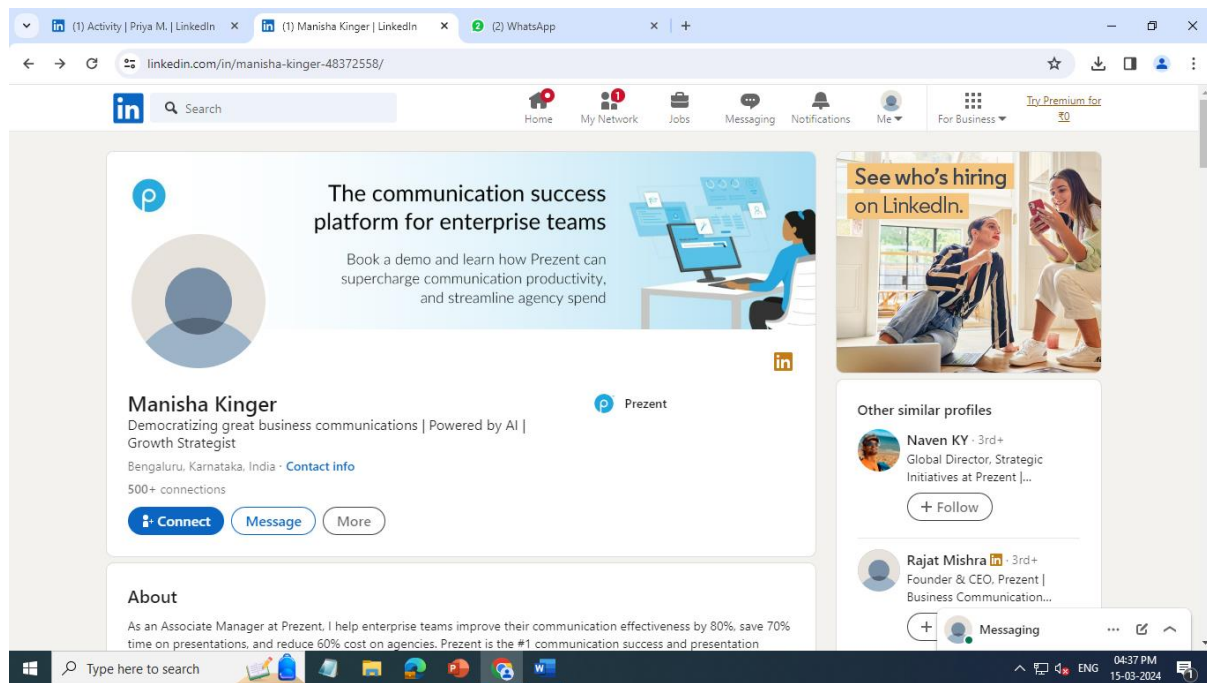 (1) Activity | Priya M. | LinkedIn
(1) Manisha Kinger | LinkedIn
(2) WhatsApp
linkedin.com/in/manisha-kinger-48372558/
in
Search
Home
1
My Network
Jobs
Messaging
Notifications
Me
For Business
Try Premium for
₹0
The communication success
platform for enterprise teams
Book a demo and learn how Prezent can
supercharge communication productivity,
and streamline agency spend
in
Manisha Kinger
Democratizing great business communications | Powered by AI |
Growth Strategist
Bengaluru, Karnataka, India · Contact info
500+ connections
Connect
Message
More
Prezent
About
As an Associate Manager at Prezent, I help enterprise teams improve their communication effectiveness by 80%, save 70%
time on presentations, and reduce 60% cost on agencies. Prezent is the #1 communication success and presentation
See who's hiring
on LinkedIn.
Other similar profiles
Naven KY · 3rd+
Global Director, Strategic
Initiatives at Prezent |...
+ Follow
Rajat Mishra in · 3rd+
Founder & CEO, Prezent |
Business Communication...
+
Messaging
Type here to search
ENG
04:37 PM
15-03-2024
1